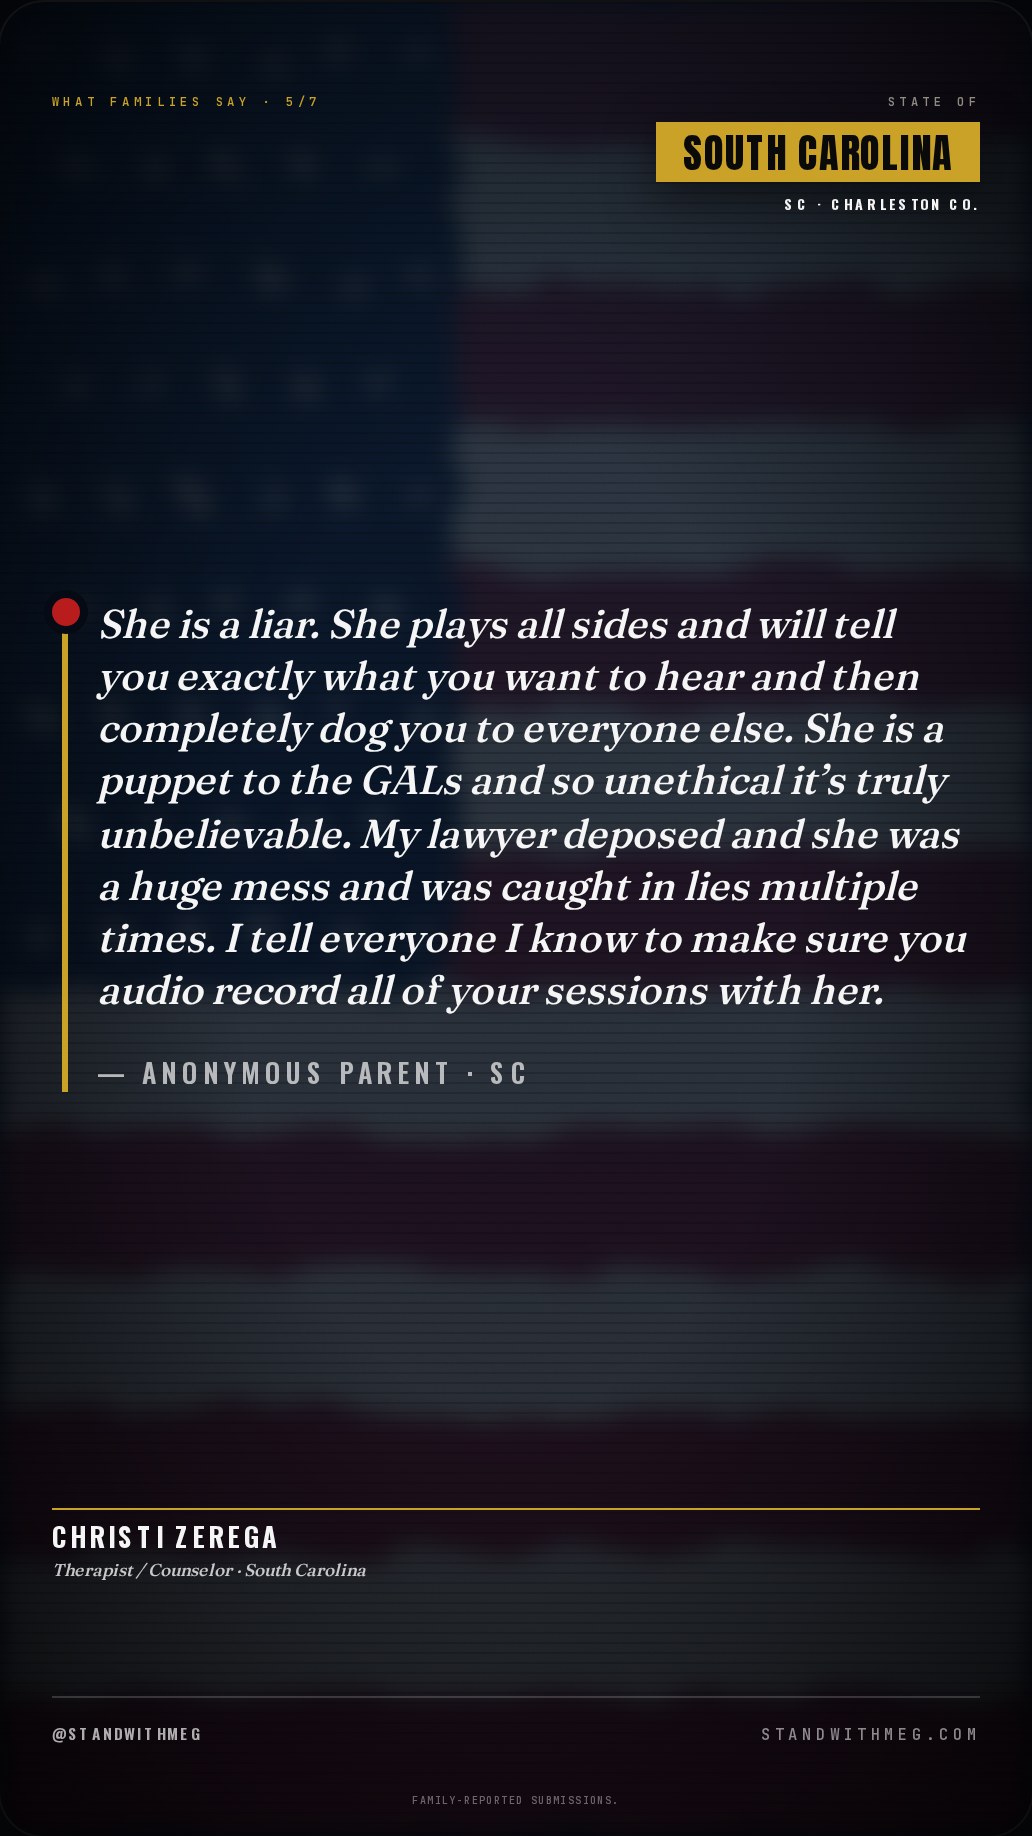 WHAT FAMILIES SAY · 5/7
STATE OF
SOUTH CAROLINA
SC · CHARLESTON CO.
She is a liar. She plays all sides and will tell
you exactly what you want to hear and then
completely dog you to everyone else. She is a
puppet to the GALs and so unethical it’s truly
unbelievable. My lawyer deposed and she was
a huge mess and was caught in lies multiple
times. I tell everyone I know to make sure you
audio record all of your sessions with her.
— ANONYMOUS PARENT · SC
CHRISTI ZEREGA
Therapist / Counselor · South Carolina
@STANDWITHMEG
STANDWITHMEG.COM
FAMILY-REPORTED SUBMISSIONS.